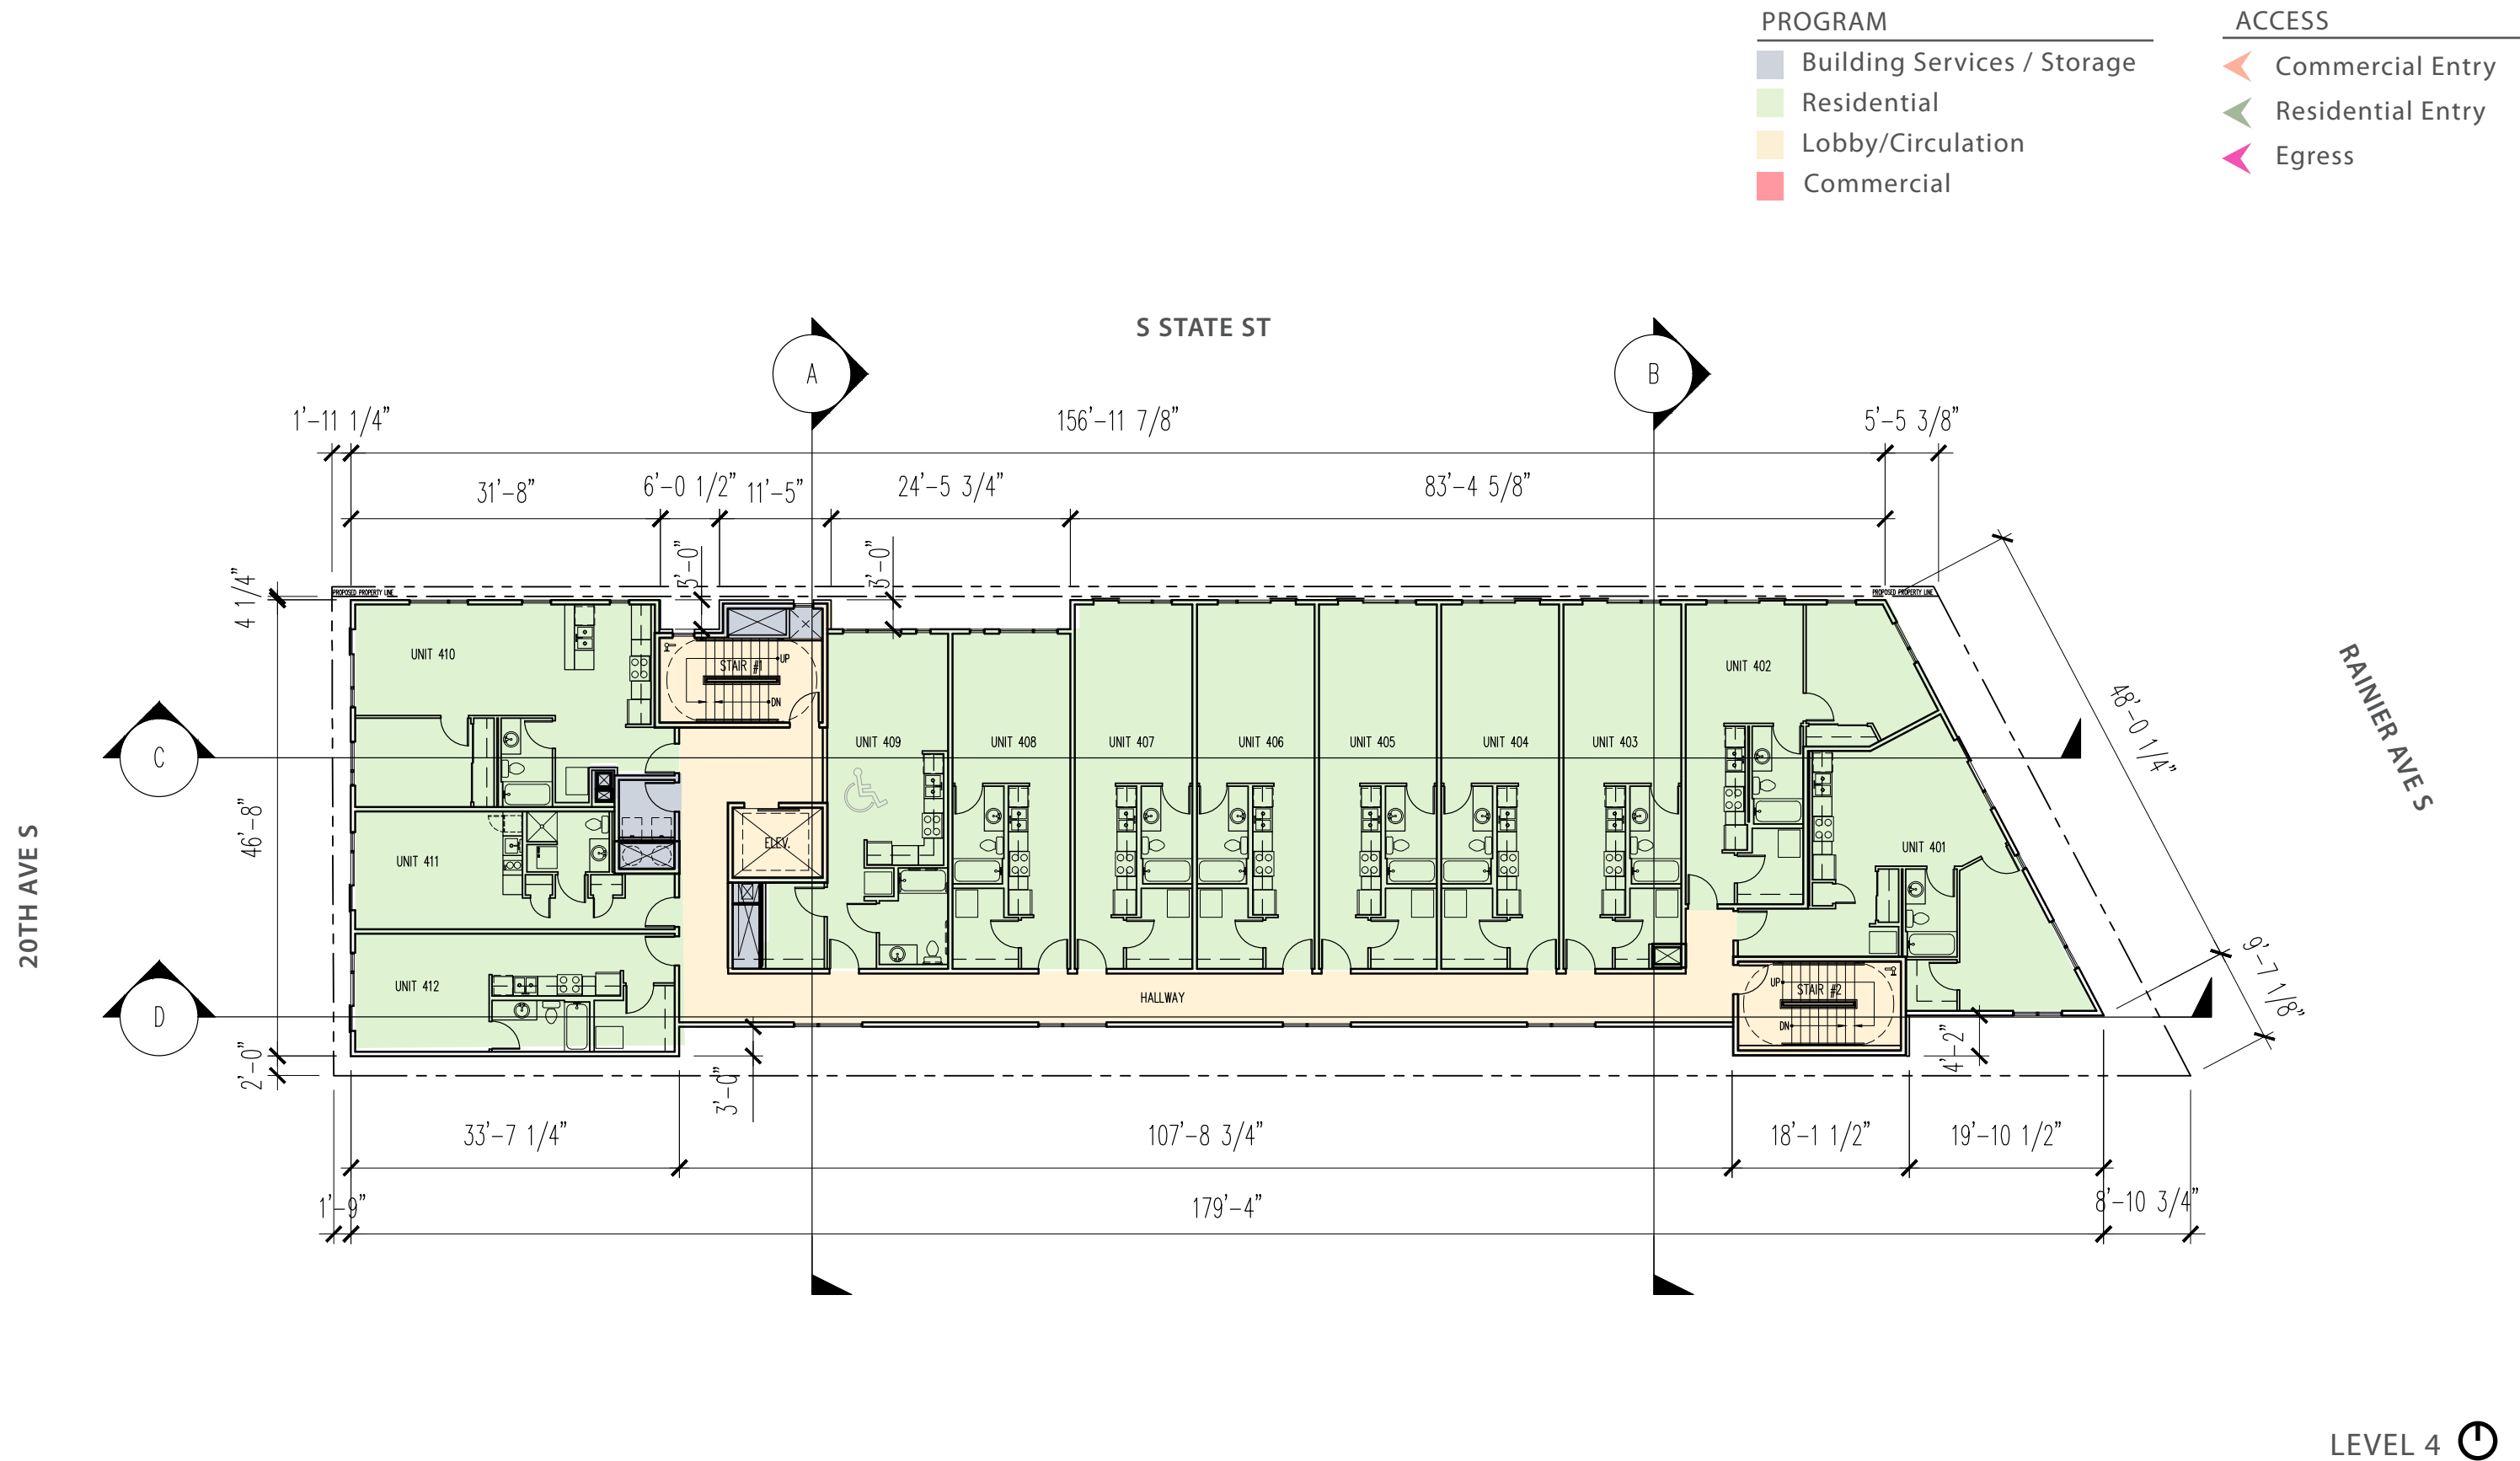 PROGRAM
Building Services / Storage
Residential
Lobby/Circulation
Commercial
ACCESS
Commercial Entry
Residential Entry
Egress
S STATE ST
A
B
1'-11 1/4"
156'-11 7/8"
5'-5 3/8"
31'-8"
6'-0 1/2"
11'-5"
24'-5 3/4"
83'-4 5/8"
3'-0"
3'-0"
4 1/4"
PROPOSED PROPERTY LINE
PROPOSED PROPERTY LINE
UNIT 410
STAIR #1
UP
DN
UNIT 402
RAINIER AVE S
48'-0 1/4"
C
UNIT 409
UNIT 408
UNIT 407
UNIT 406
UNIT 405
UNIT 404
UNIT 403
46'-8"
20TH AVE S
UNIT 411
ELEV.
UNIT 401
UNIT 412
HALLWAY
UP
STAIR #2
DN
9'-7 1/8"
D
2'-0"
3'-0"
4'-2"
33'-7 1/4"
107'-8 3/4"
18'-1 1/2"
19'-10 1/2"
1'-9"
179'-4"
8'-10 3/4"
LEVEL 4